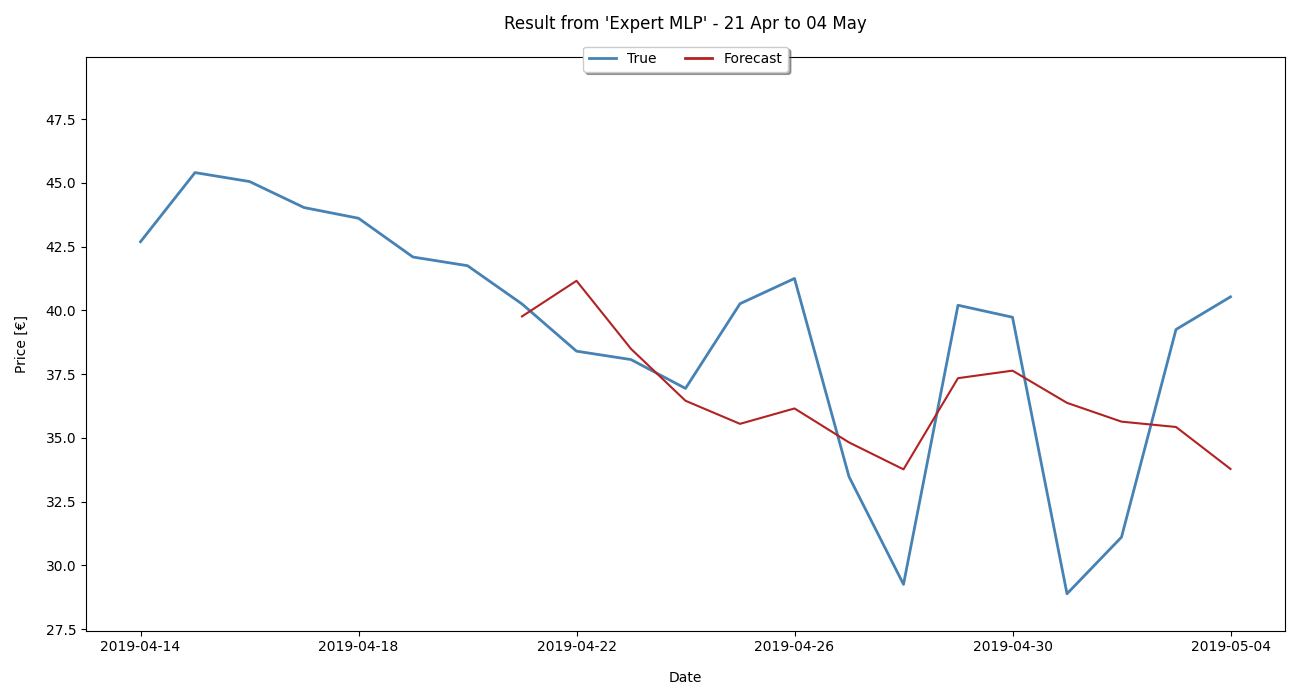 Result from 'Expert MLP' - 21 Apr to 04 May
True Forecast
47.5
45.0
42.5
40.0
37.5
35.0
32.5
30.0
27.5
Price [€]
2019-04-14 2019-04-18 2019-04-22 2019-04-26 2019-04-30 2019-05-04
Date